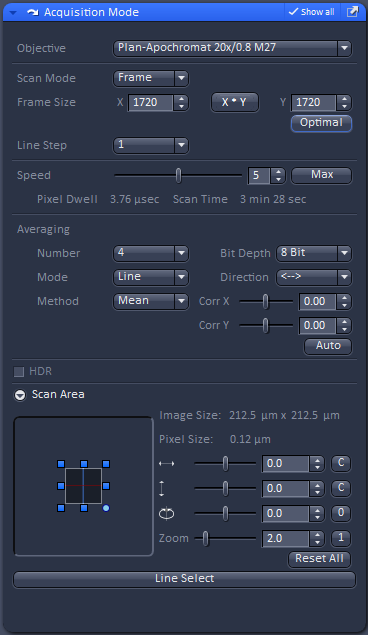 Acquisition Mode Show all
Objective Plan-Apochromat 20x/0.8 M27
Scan Mode Frame
Frame Size X 1720 X * Y Y 1720
Optimal
Line Step 1
Speed 5 Max
Pixel Dwell 3.76 µsec Scan Time 3 min 28 sec
Averaging
Number 4 Bit Depth 8 Bit
Mode Line Direction <-->
Method Mean Corr X 0.00
Corr Y 0.00
Auto
HDR
Scan Area
Image Size: 212.5 µm x 212.5 µm
Pixel Size: 0.12 µm
0.0 C
0.0 C
0.0 0
Zoom 2.0 1
Reset All
Line Select